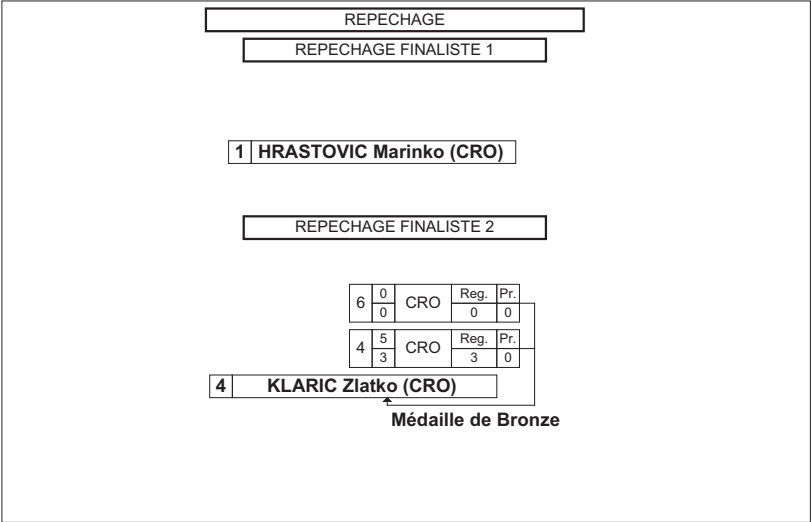 REPECHAGE
REPECHAGE FINALISTE 1
1 HRASTOVIC Marinko (CRO)
REPECHAGE FINALISTE 2
6 0 CRO Reg. Pr.
0 0 0
4 5 CRO Reg. Pr.
3 3 0
4 KLARIC Zlatko (CRO)
Médaille de Bronze